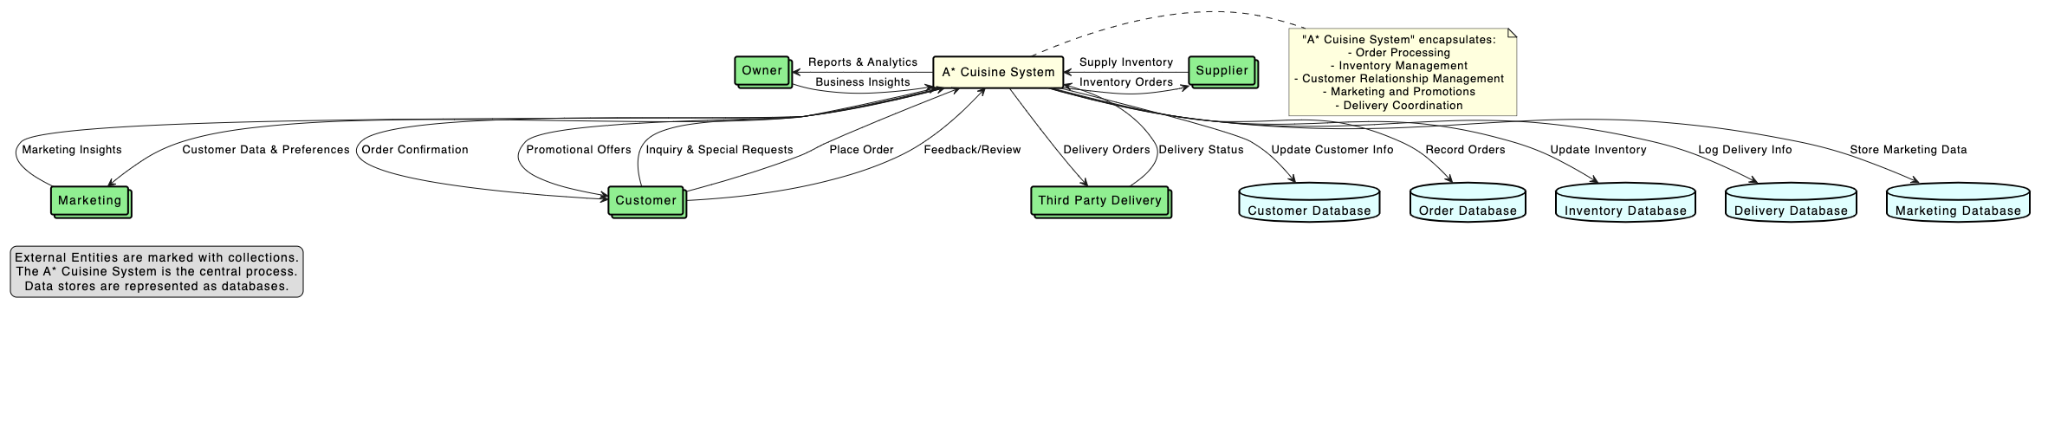 "A* Cuisine System" encapsulates:
- Order Processing
- Inventory Management
- Customer Relationship Management
- Marketing and Promotions
- Delivery Coordination
Owner
Reports & Analytics
Business Insights
A* Cuisine System
Supply Inventory
Inventory Orders
Supplier
Marketing Insights
Customer Data & Preferences
Order Confirmation
Promotional Offers
Inquiry & Special Requests
Place Order
Feedback/Review
Delivery Orders
Delivery Status
Update Customer Info
Record Orders
Update Inventory
Log Delivery Info
Store Marketing Data
Marketing
Customer
Third Party Delivery
Customer Database
Order Database
Inventory Database
Delivery Database
Marketing Database
External Entities are marked with collections.
The A* Cuisine System is the central process.
Data stores are represented as databases.